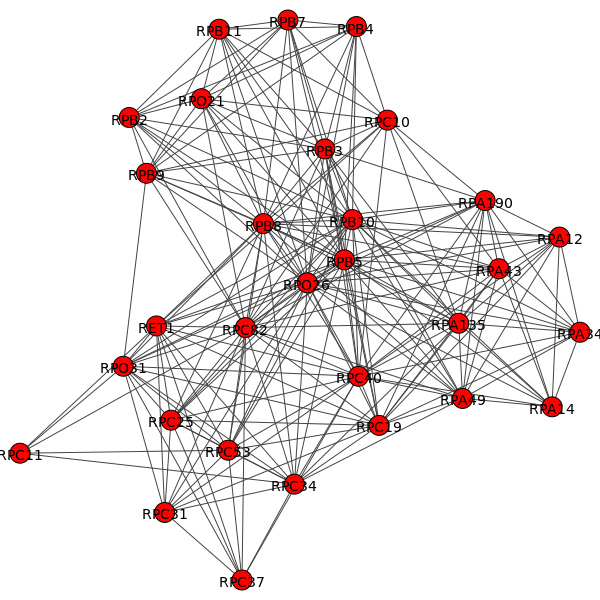 RPB7
RPB11
RPB4
RPO21
RPB2
RPC10
RPB3
RPB9
RPA190
RPB10
RPB8
RPA12
RPB5
RPA43
RPO26
RET1
RPC82
RPA135
RPA34
RPO31
RPC40
RPA49
RPA14
RPC25
RPC19
RPC53
RPC11
RPC34
RPC31
RPC37